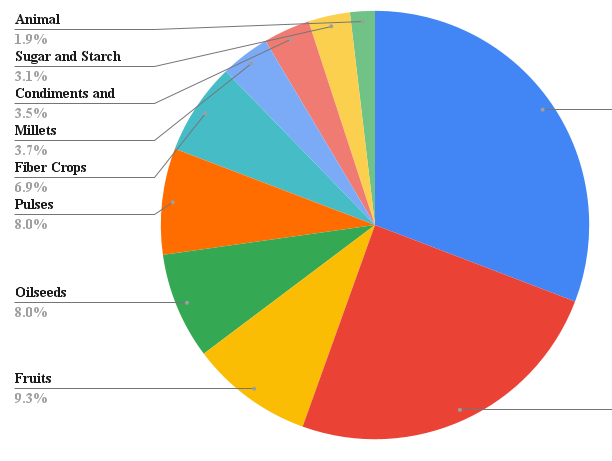 Animal
1.9%
Sugar and Starch
3.1%
Condiments and
3.5%
Millets
3.7%
Fiber Crops
6.9%
Pulses
8.0%
Oilseeds
8.0%
Fruits
9.3%